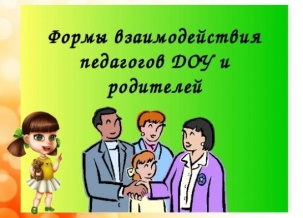 Формы взаимодействия
педагогов ДОУ и
родителей